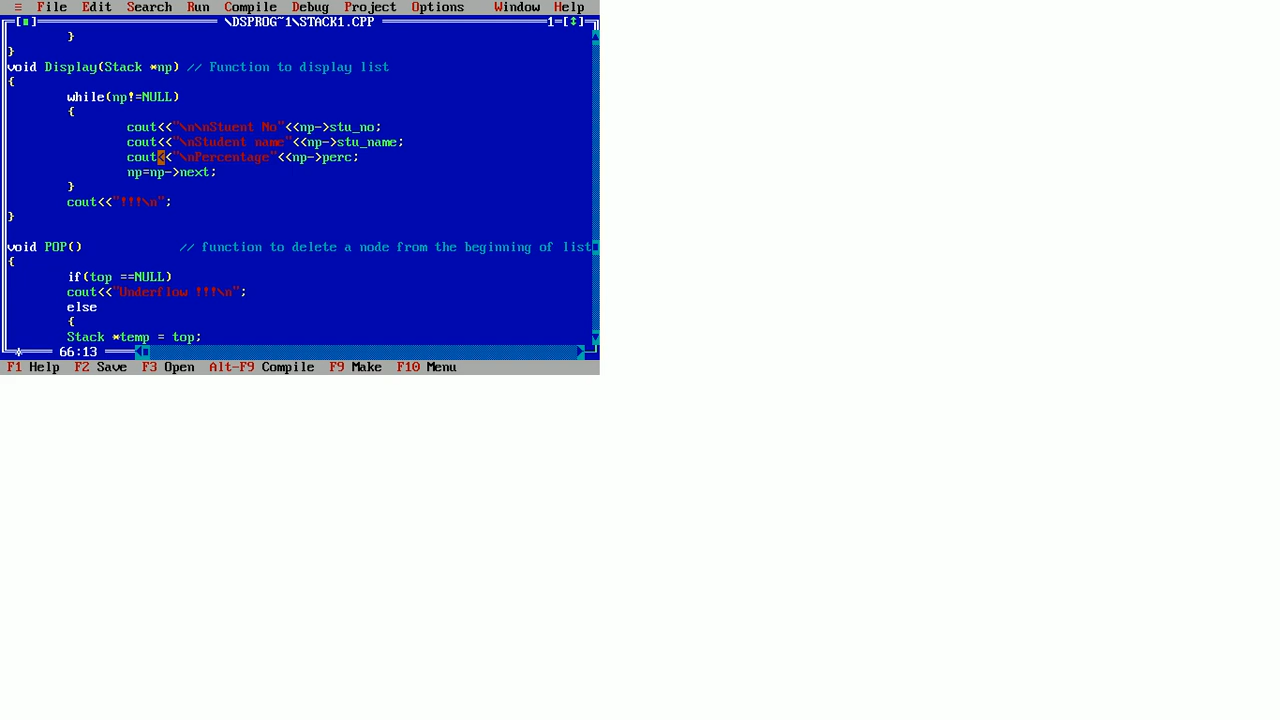 ≡ File Edit Search Run Compile Debug Project Options Window Help
[■] \DSPROG~1\STACK1.CPP 1=[↕]
}
}
void Display(Stack *np) // Function to display list
{
while(np!=NULL)
{
cout<<"\n\nStuent No"<<np->stu_no;
cout<<"\nStudent name"<<np->stu_name;
cout<<"\nPercentage"<<np->perc;
np=np->next;
}
cout<<"!!!\n";
}
void POP() // function to delete a node from the beginning of list
{
if(top ==NULL)
cout<<"Underflow !!!\n";
else
{
Stack *temp = top;
66:13
F1 Help F2 Save F3 Open Alt-F9 Compile F9 Make F10 Menu